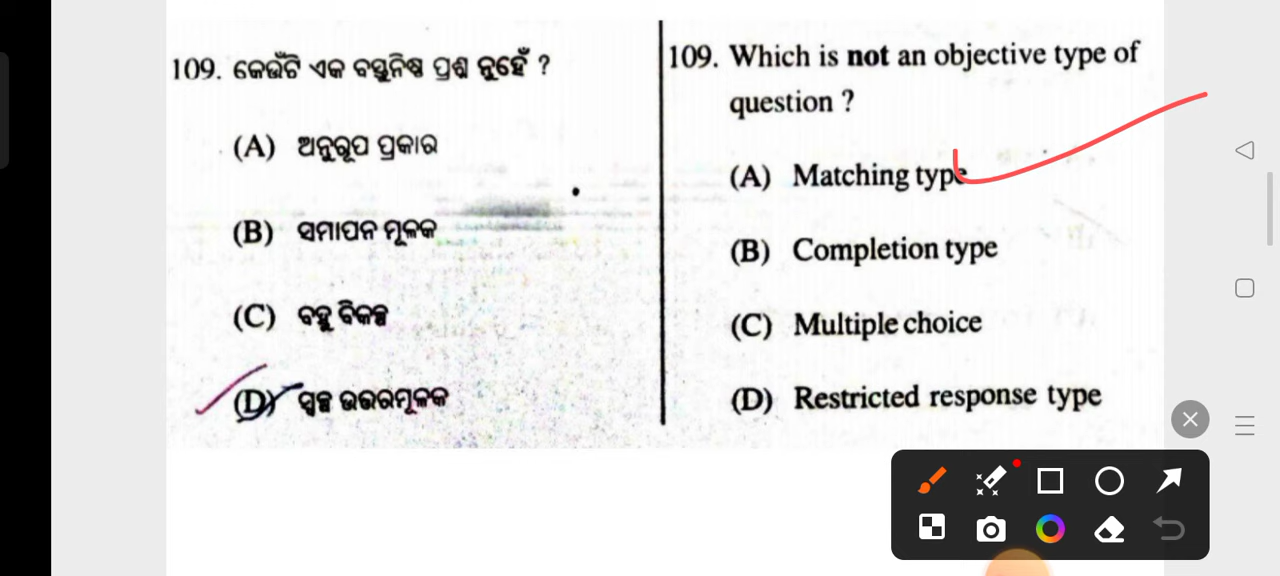 109. କେଉଁଟି ଏକ ବସ୍ତୁନିଷ୍ଠ ପ୍ରଶ୍ନ ନୁହେଁ ?
(A) ଅନୁରୂପ ପ୍ରକାର
(B) ସମାପନ ମୂଳକ
(C) ବହୁ ବିକଳ୍ପ
(D) ସ୍ୱଳ୍ପ ଉତ୍ତରମୂଳକ
109. Which is not an objective type of
question ?
(A) Matching type
(B) Completion type
(C) Multiple choice
(D) Restricted response type